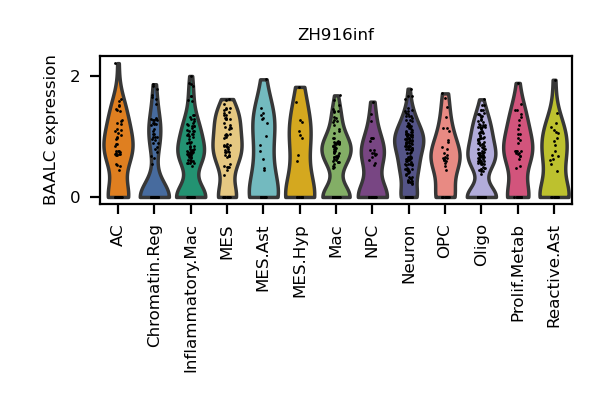 ZH916inf
BAALC expression
2
0
AC
Chromatin.Reg
Inflammatory.Mac
MES
MES.Ast
MES.Hyp
Mac
NPC
Neuron
OPC
Oligo
Prolif.Metab
Reactive.Ast